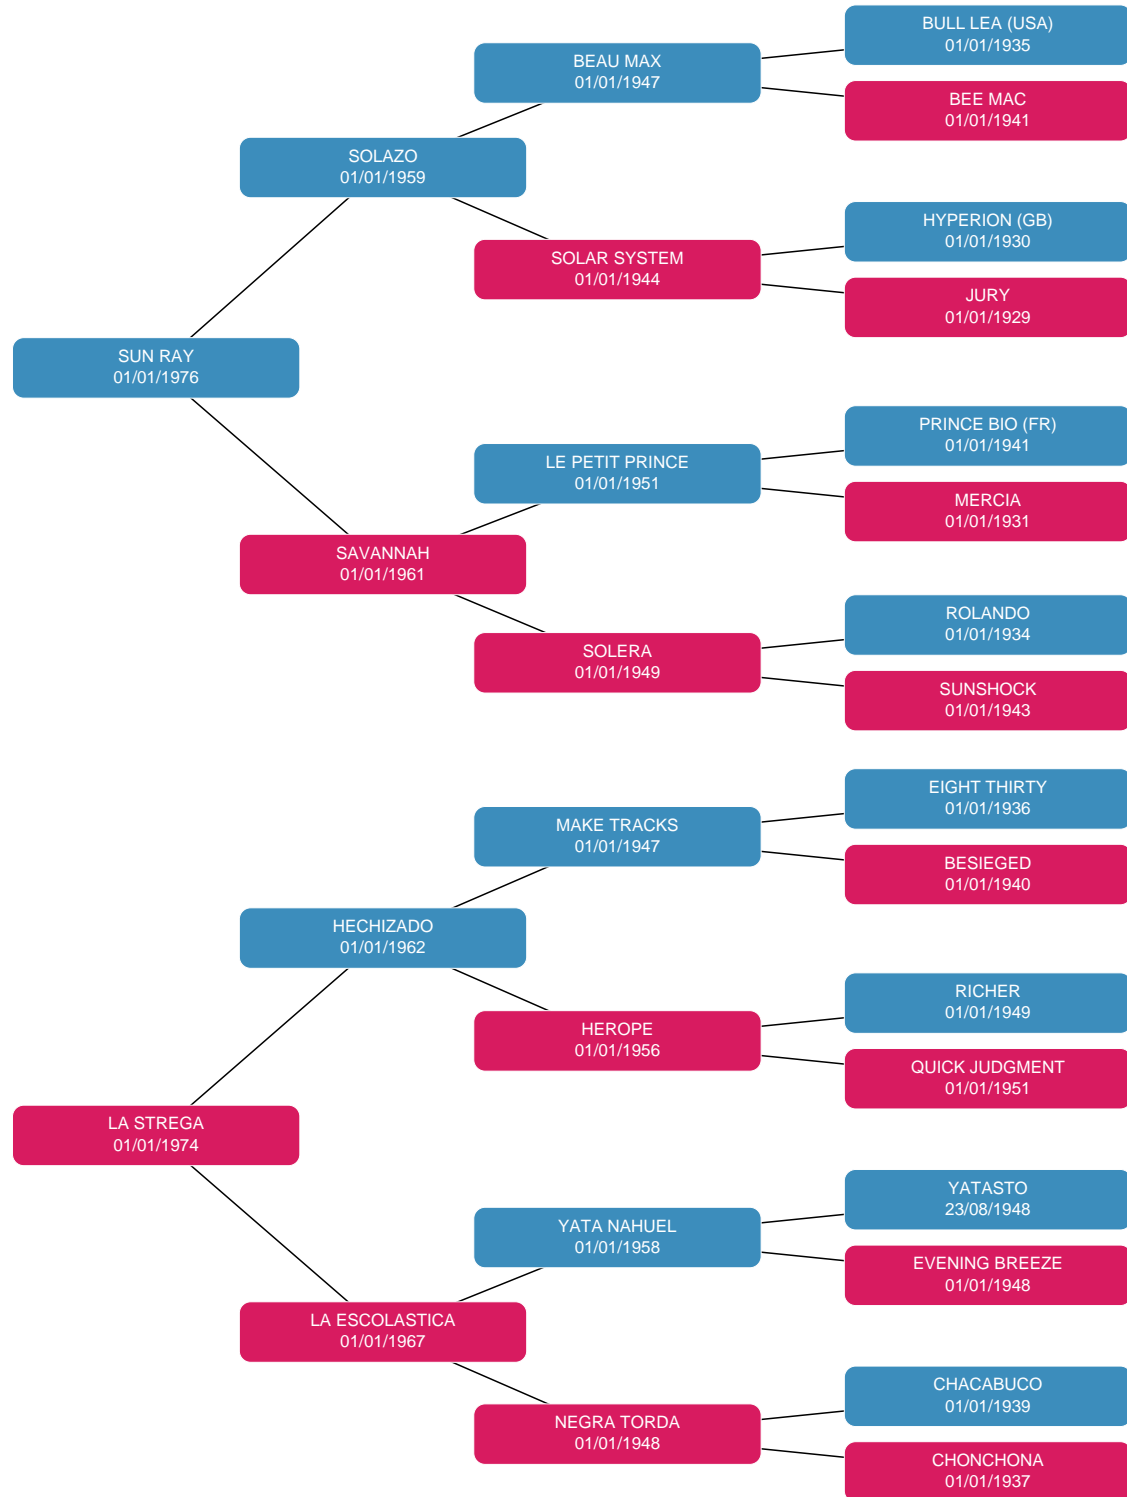 BULL LEA (USA)
01/01/1935
BEAU MAX
01/01/1947
BEE MAC
01/01/1941
SOLAZO
01/01/1959
HYPERION (GB)
01/01/1930
SOLAR SYSTEM
01/01/1944
JURY
01/01/1929
SUN RAY
01/01/1976
PRINCE BIO (FR)
01/01/1941
LE PETIT PRINCE
01/01/1951
MERCIA
01/01/1931
SAVANNAH
01/01/1961
ROLANDO
01/01/1934
SOLERA
01/01/1949
SUNSHOCK
01/01/1943
EIGHT THIRTY
01/01/1936
MAKE TRACKS
01/01/1947
BESIEGED
01/01/1940
HECHIZADO
01/01/1962
RICHER
01/01/1949
HEROPE
01/01/1956
QUICK JUDGMENT
01/01/1951
LA STREGA
01/01/1974
YATASTO
23/08/1948
YATA NAHUEL
01/01/1958
EVENING BREEZE
01/01/1948
LA ESCOLASTICA
01/01/1967
CHACABUCO
01/01/1939
NEGRA TORDA
01/01/1948
CHONCHONA
01/01/1937